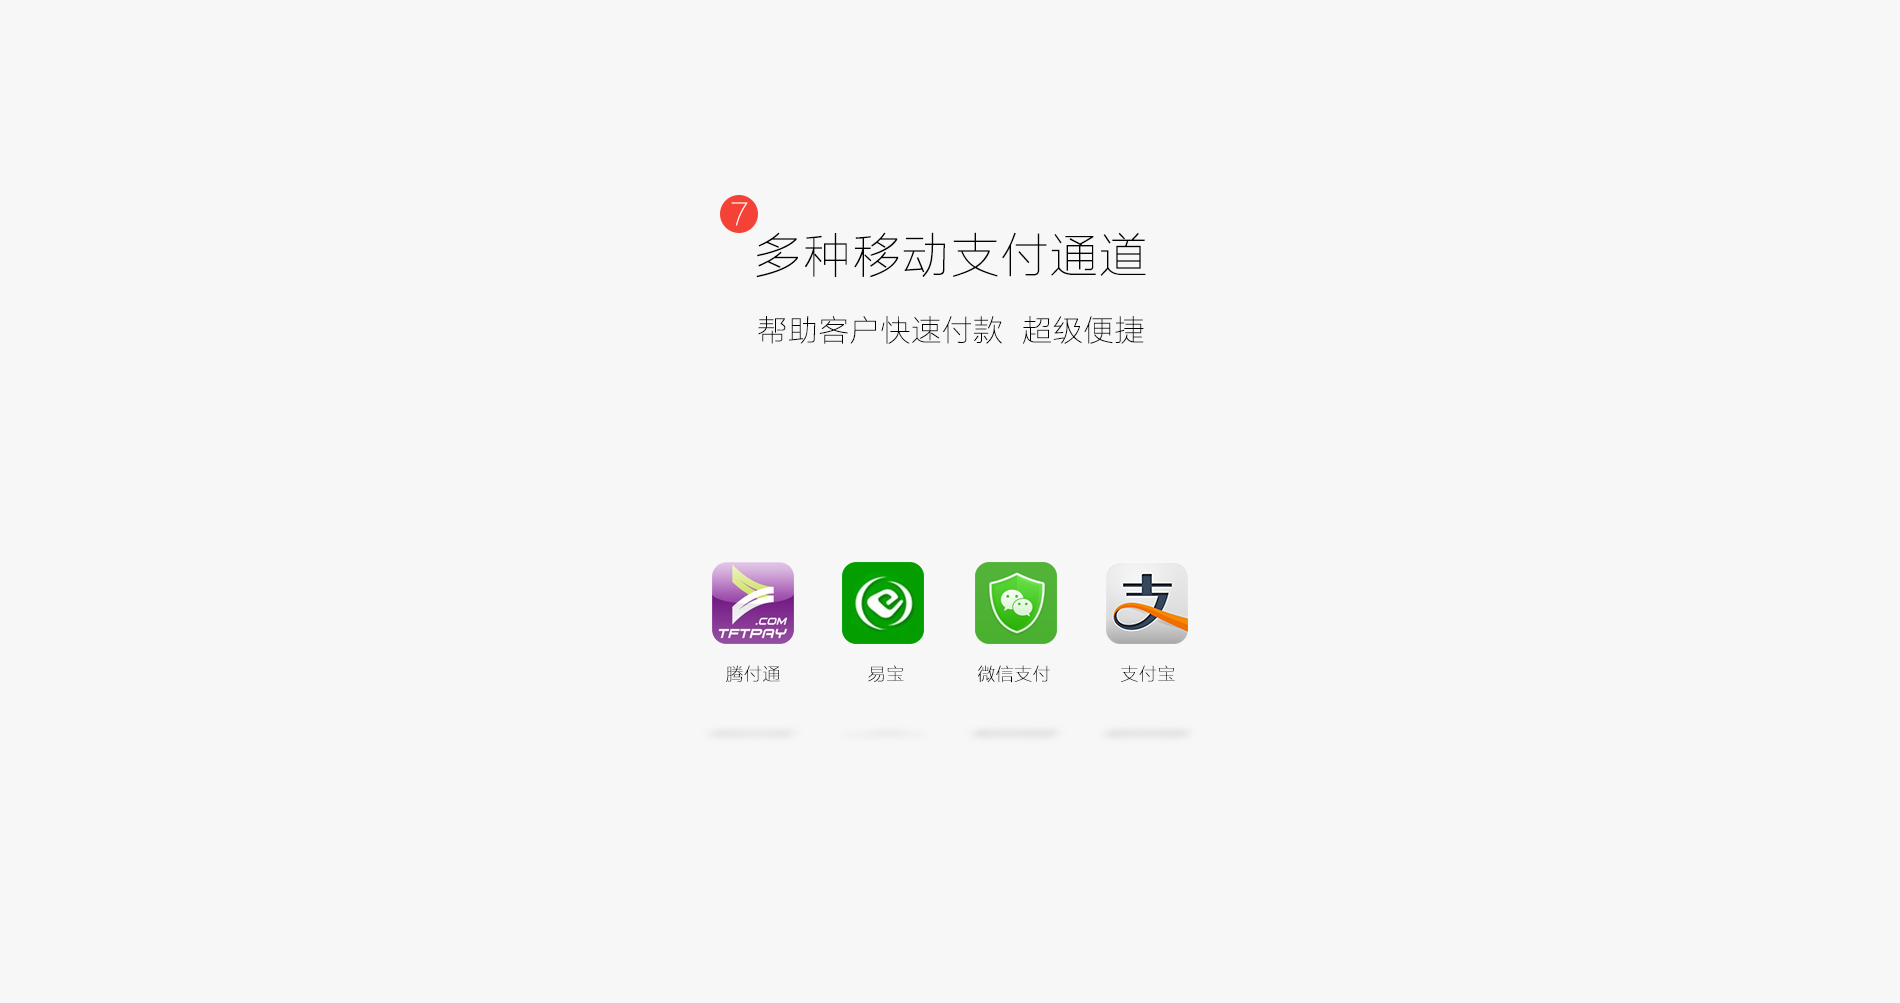 7
多种移动支付通道
帮助客户快速付款 超级便捷
.COM
TFTPAY
支
腾付通
易宝
微信支付
支付宝